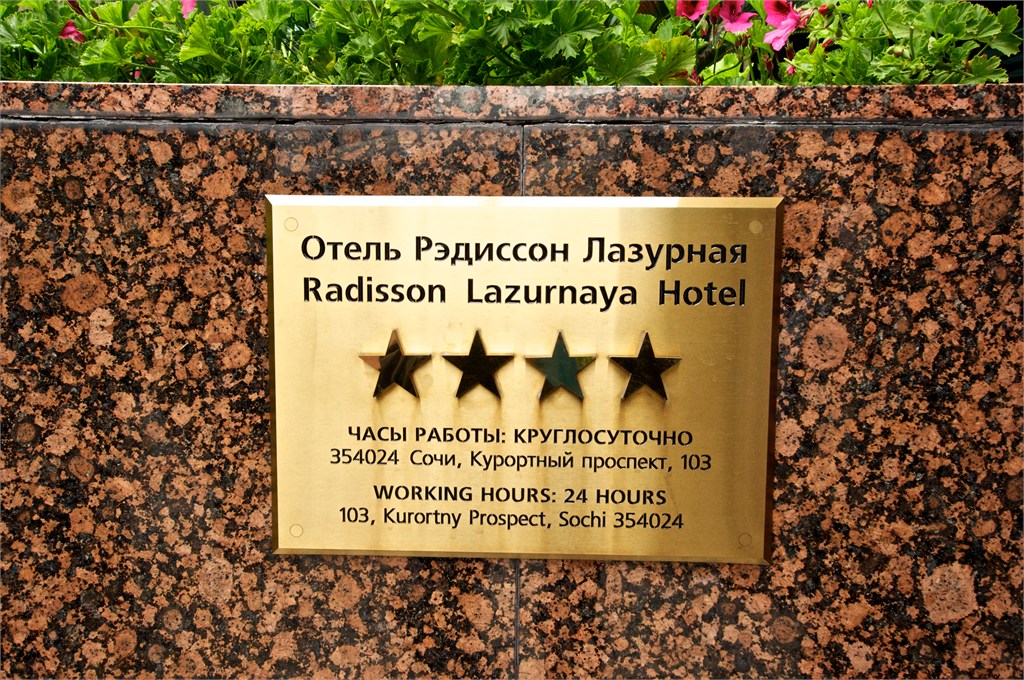 Отель Рэдиссон Лазурная
Radisson Lazurnaya Hotel
ЧАСЫ РАБОТЫ: КРУГЛОСУТОЧНО
354024 Сочи, Курортный проспект, 103
WORKING HOURS: 24 HOURS
103, Kurortny Prospect, Sochi 354024